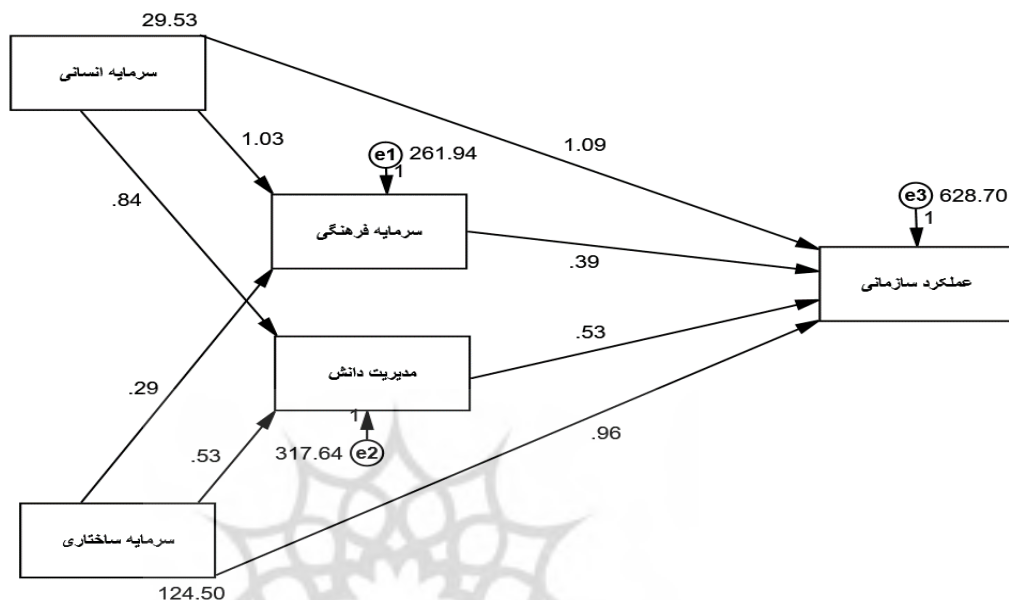 29.53
سرمایه انسانی
1.03
1.09
.84
e1 261.94
1
سرمایه فرهنگی
e3 628.70
1
.39
عملکرد سازمانی
.53
مدیریت دانش
.29
1
.53
317.64 e2
.96
سرمایه ساختاری
124.50